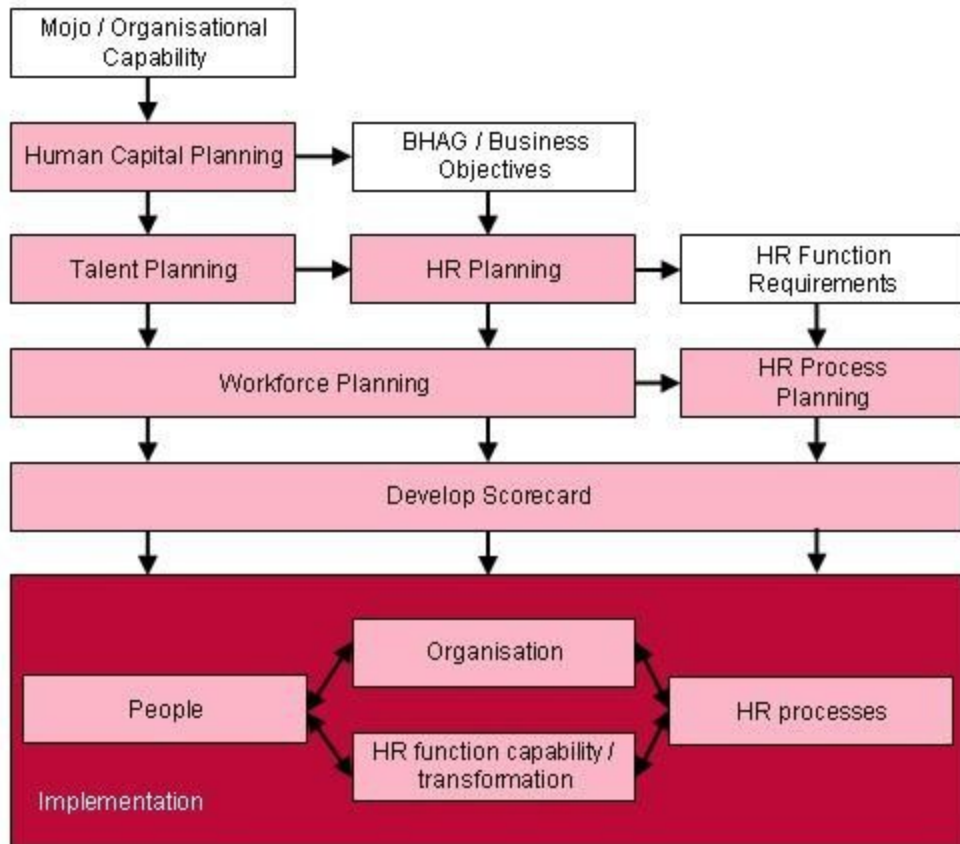 Mojo / Organisational
Capability
Human Capital Planning
BHAG / Business
Objectives
Talent Planning
HR Planning
HR Function
Requirements
Workforce Planning
HR Process
Planning
Develop Scorecard
Organisation
People
HR processes
HR function capability /
transformation
Implementation